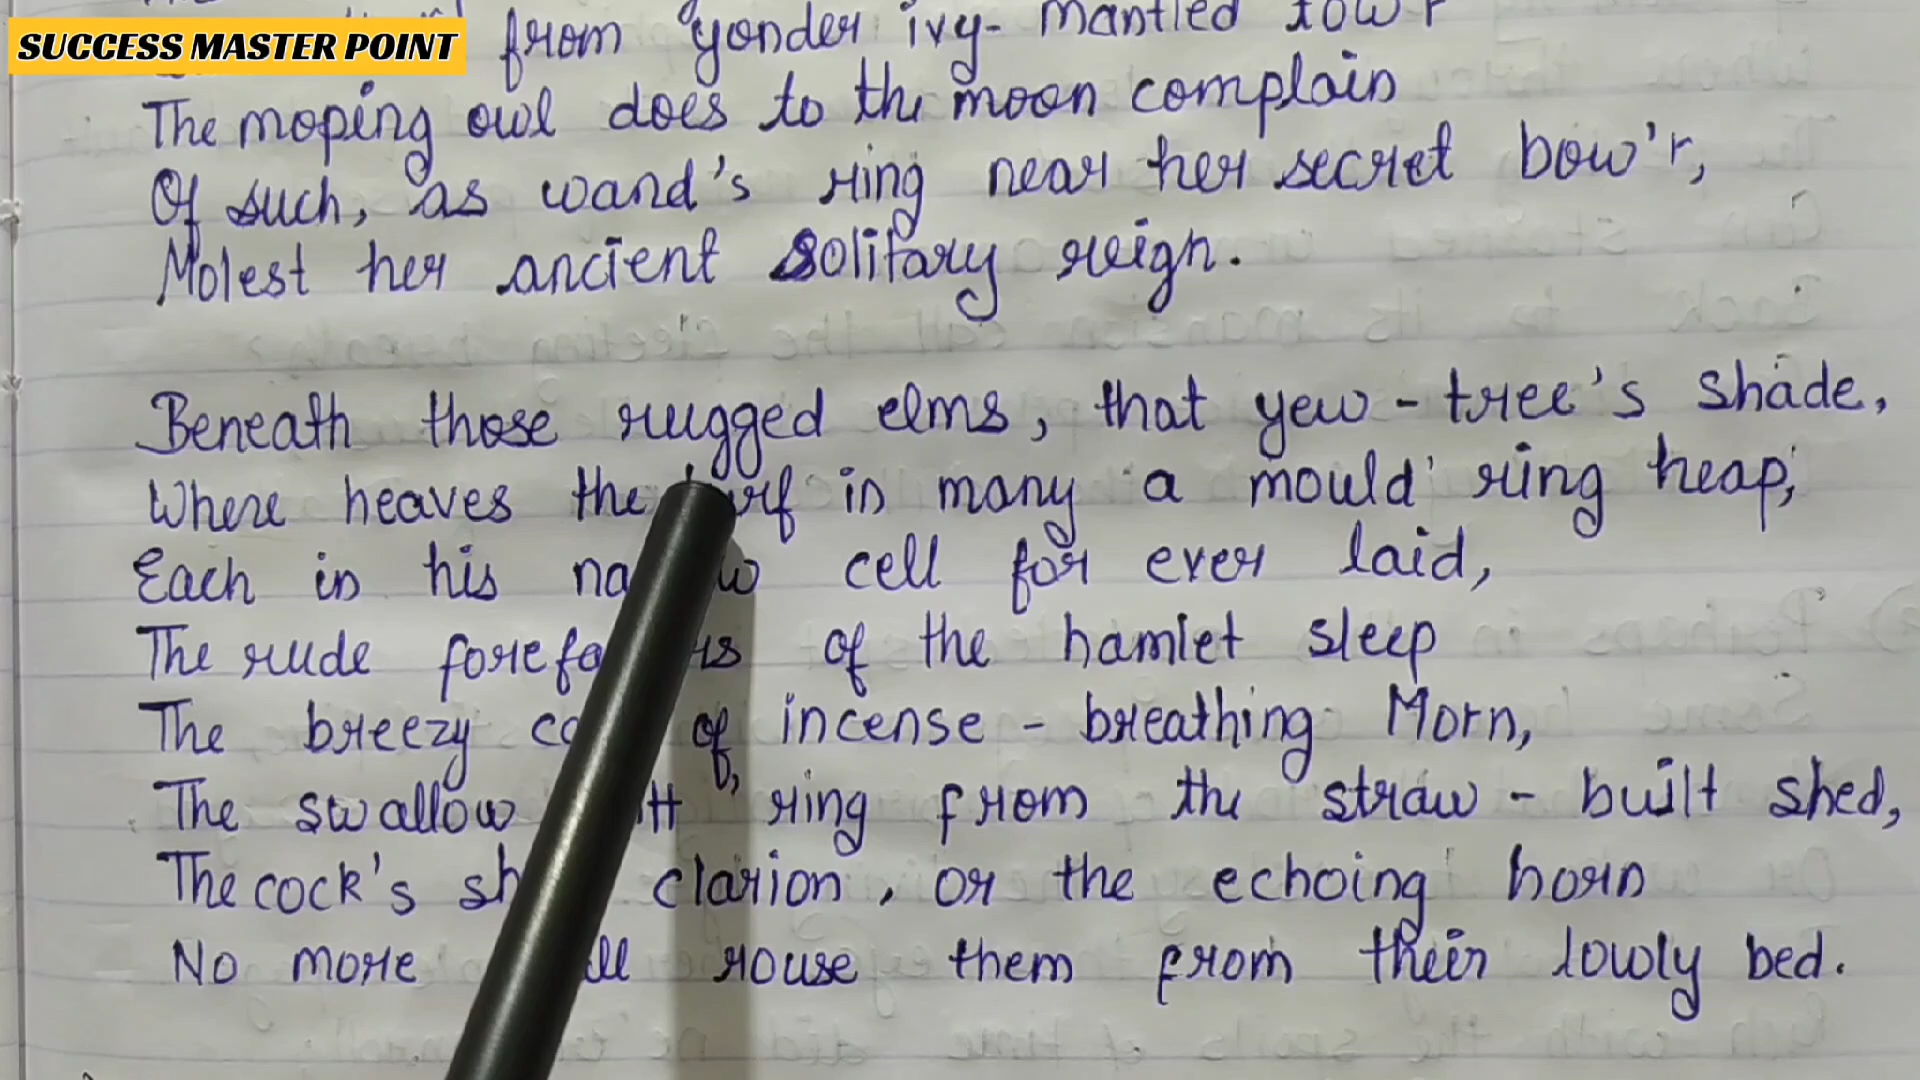 SUCCESS MASTER POINT
from yonder ivy- mantled tow'r
The moping owl does to the moon complain
Of such, as wand's ring near her secret bow'r,
Molest her ancient solitary reign.
Beneath those rugged elms, that yew - tree's shade,
Where heaves the turf in many a mould' ring heap,
Each in his cell for ever laid,
The rude of the hamlet sleep
The breezy of incense - breathing Morn,
The swallow ring from the straw - built shed,
The cock's clarion, or the echoing horn
No more rouse them from their lowly bed.